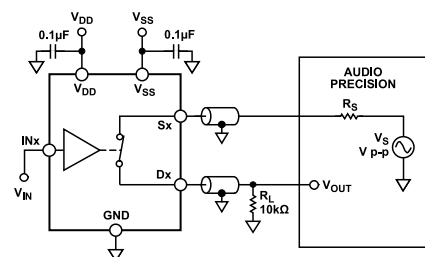 VDD
VSS
0.1µF
0.1µF
VDD
VSS
AUDIO
PRECISION
RS
Sx
VS
V p-p
INx
Dx
VOUT
VIN
RL
10kΩ
GND